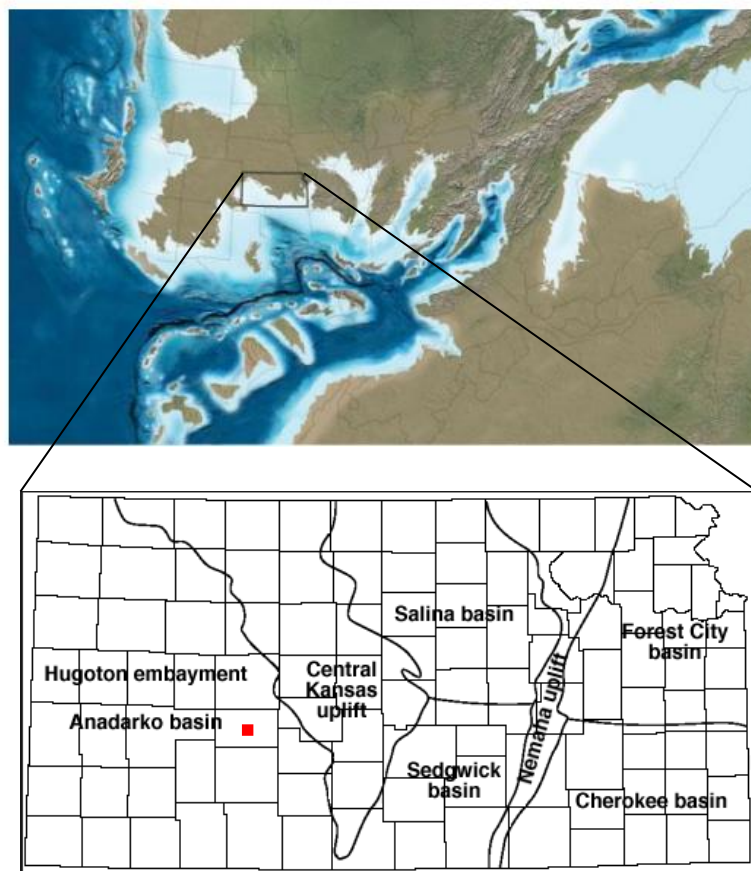 Salina basin
Forest City
basin
Hugoton embayment
Central
Kansas
uplift
Anadarko basin
Nemaha uplift
Sedgwick
basin
Cherokee basin